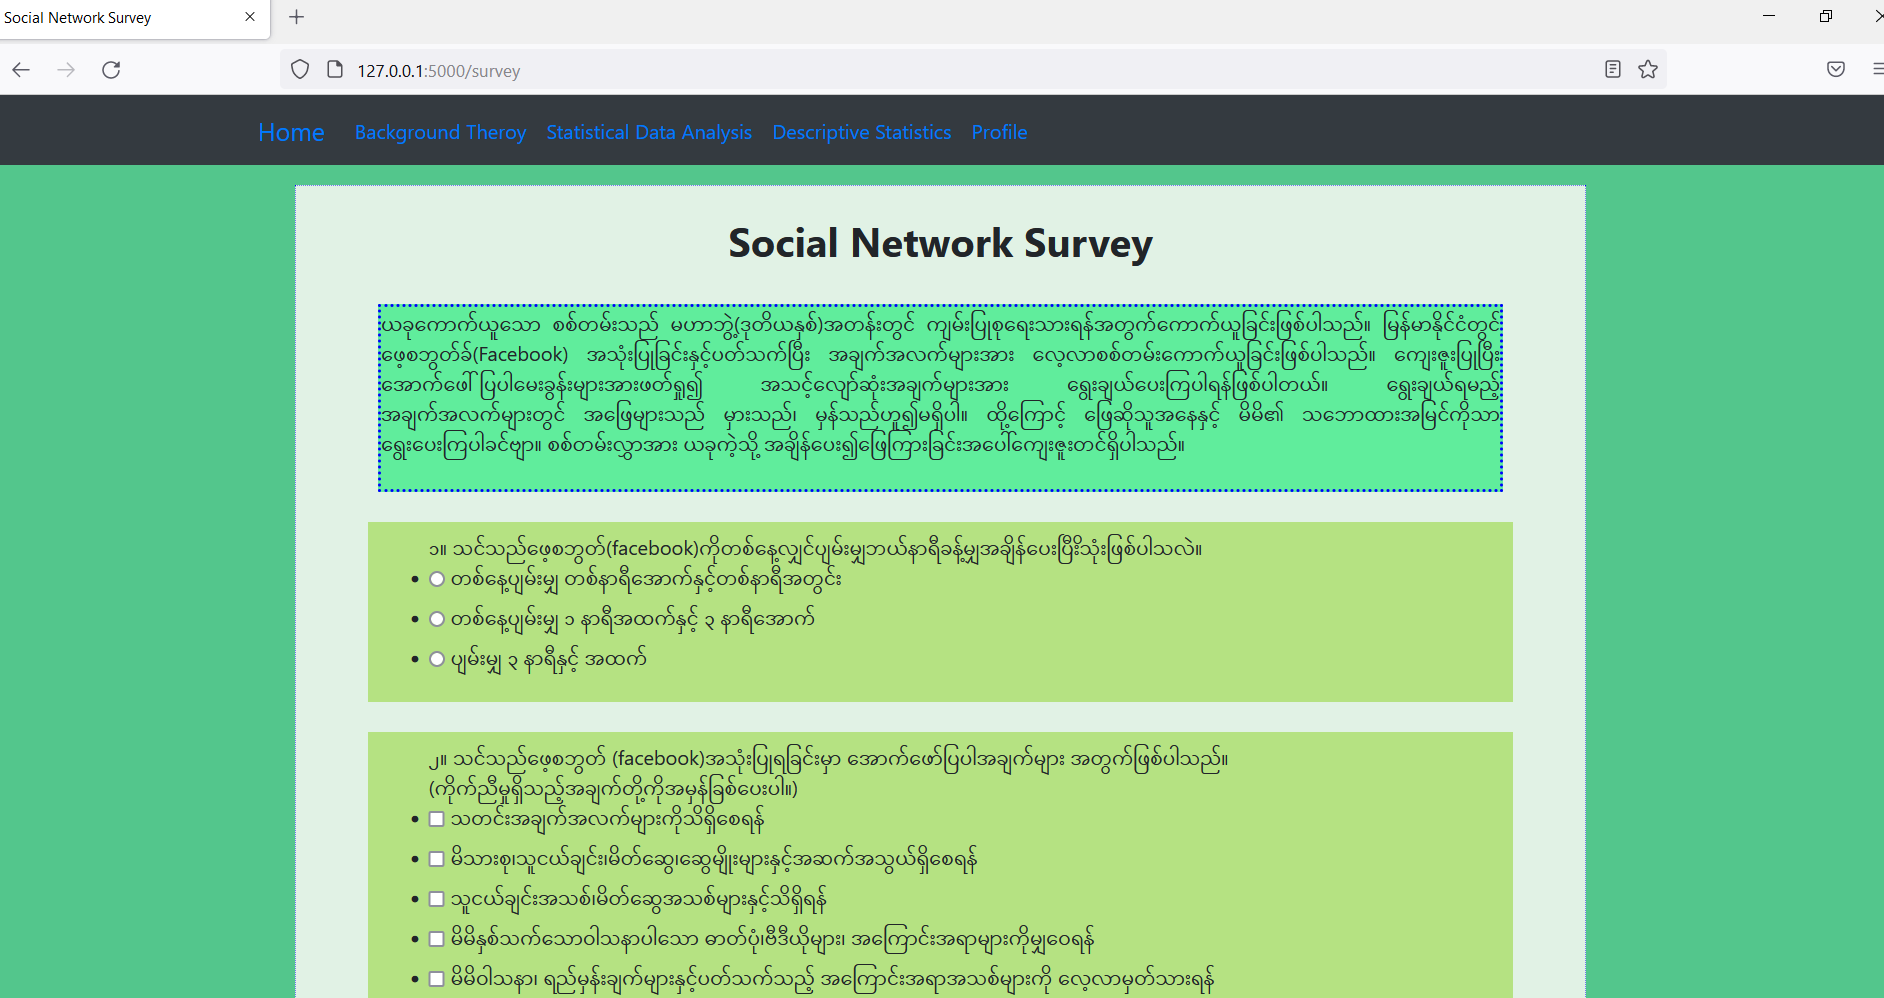 Social Network Survey
127.0.0.1:5000/survey
Home Background Theroy Statistical Data Analysis Descriptive Statistics Profile
Social Network Survey
ယခုကောက်ယူသော စစ်တမ်းသည် မဟာဘွဲ့(ဒုတိယနှစ်)အတန်းတွင် ကျမ်းပြုစုရေးသားရန်အတွက်ကောက်ယူခြင်းဖြစ်ပါသည်။ မြန်မာနိုင်ငံတွင်
ဖေ့စဘွတ်ခ်(Facebook) အသုံးပြုခြင်းနှင့်ပတ်သက်ပြီး အချက်အလက်များအား လေ့လာစစ်တမ်းကောက်ယူခြင်းဖြစ်ပါသည်။ ကျေးဇူးပြုပြီး
အောက်ဖေါ်ပြပါမေးခွန်းများအားဖတ်ရှု၍ အသင့်လျော်ဆုံးအချက်များအား ရွေးချယ်ပေးကြပါရန်ဖြစ်ပါတယ်။ ရွေးချယ်ရမည့်
အချက်အလက်များတွင် အဖြေများသည် မှားသည်၊ မှန်သည်ဟူ၍မရှိပါ။ ထို့ကြောင့် ဖြေဆိုသူအနေနှင့် မိမိ၏ သဘောထားအမြင်ကိုသာ
ရွေးပေးကြပါခင်ဗျာ။ စစ်တမ်းလွှာအား ယခုကဲ့သို့ အချိန်ပေး၍ဖြေကြားခြင်းအပေါ်ကျေးဇူးတင်ရှိပါသည်။
၁။ သင်သည်ဖေ့စဘွတ်(facebook)ကိုတစ်နေ့လျှင်ပျမ်းမျှဘယ်နာရီခန့်မျှအချိန်ပေးပြီးသုံးဖြစ်ပါသလဲ။
တစ်နေ့ပျမ်းမျှ တစ်နာရီအောက်နှင့်တစ်နာရီအတွင်း
တစ်နေ့ပျမ်းမျှ ၁ နာရီအထက်နှင့် ၃ နာရီအောက်
ပျမ်းမျှ ၃ နာရီနှင့် အထက်
၂။ သင်သည်ဖေ့စဘွတ် (facebook)အသုံးပြုရခြင်းမှာ အောက်ဖော်ပြပါအချက်များ အတွက်ဖြစ်ပါသည်။
(ကိုက်ညီမှုရှိသည့်အချက်တို့ကိုအမှန်ခြစ်ပေးပါ။)
သတင်းအချက်အလက်များကိုသိရှိစေရန်
မိသားစု၊သူငယ်ချင်း၊မိတ်ဆွေ၊ဆွေမျိုးများနှင့်အဆက်အသွယ်ရှိစေရန်
သူငယ်ချင်းအသစ်၊မိတ်ဆွေအသစ်များနှင့်သိရှိရန်
မိမိနှစ်သက်သောဝါသနာပါသော ဓာတ်ပုံ၊ဗီဒီယိုများ၊ အကြောင်းအရာများကိုမျှဝေရန်
မိမိဝါသနာ၊ ရည်မှန်းချက်များနှင့်ပတ်သက်သည့် အကြောင်းအရာအသစ်များကို လေ့လာမှတ်သားရန်